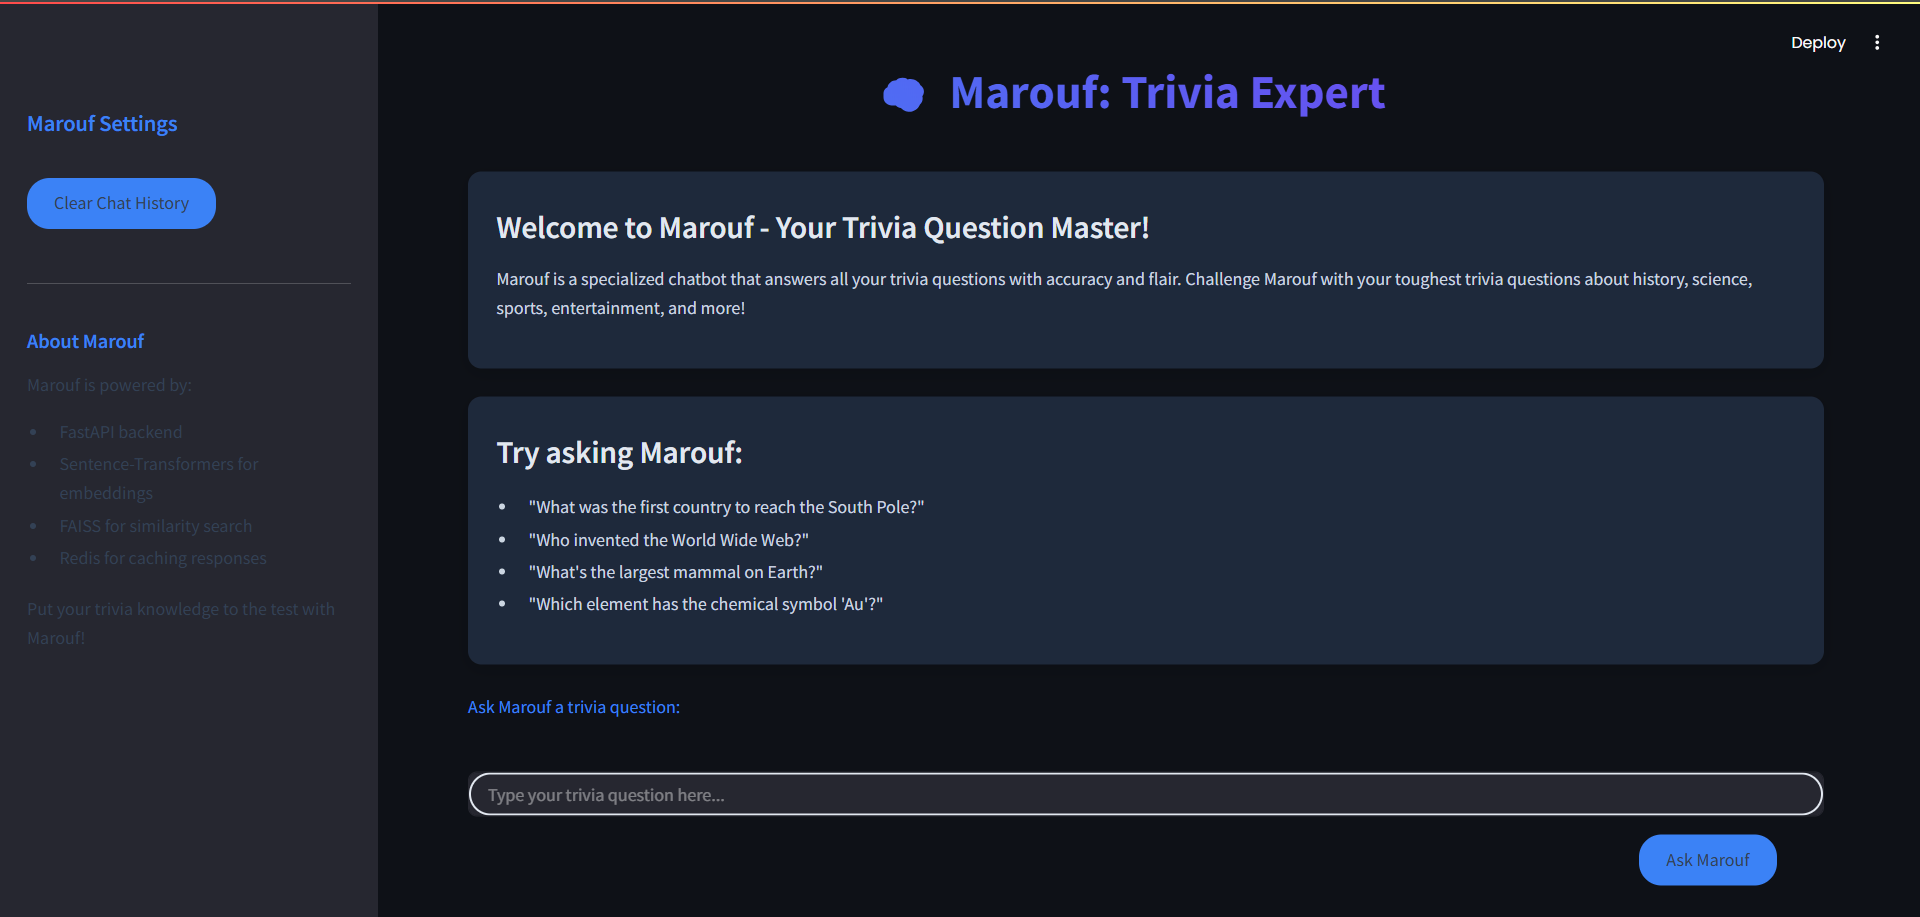 Deploy
Marouf: Trivia Expert
Marouf Settings
Clear Chat History
About Marouf
Marouf is powered by:
• FastAPI backend
• Sentence-Transformers for
embeddings
• FAISS for similarity search
• Redis for caching responses
Put your trivia knowledge to the test with
Marouf!
Welcome to Marouf - Your Trivia Question Master!
Marouf is a specialized chatbot that answers all your trivia questions with accuracy and flair. Challenge Marouf with your toughest trivia questions about history, science,
sports, entertainment, and more!
Try asking Marouf:
• "What was the first country to reach the South Pole?"
• "Who invented the World Wide Web?"
• "What's the largest mammal on Earth?"
• "Which element has the chemical symbol 'Au'?"
Ask Marouf a trivia question:
Type your trivia question here...
Ask Marouf